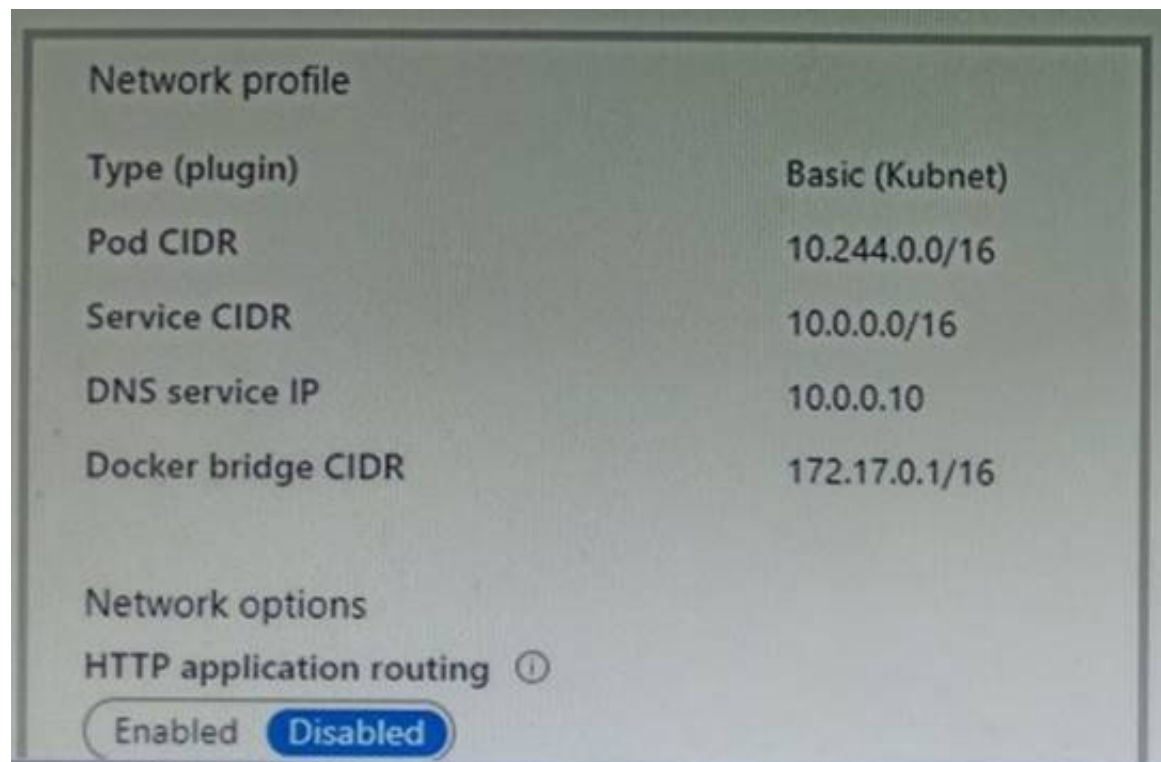 Network profile
Type (plugin) Basic (Kubnet)
Pod CIDR 10.244.0.0/16
Service CIDR 10.0.0.0/16
DNS service IP 10.0.0.10
Docker bridge CIDR 172.17.0.1/16
Network options
HTTP application routing
Enabled Disabled